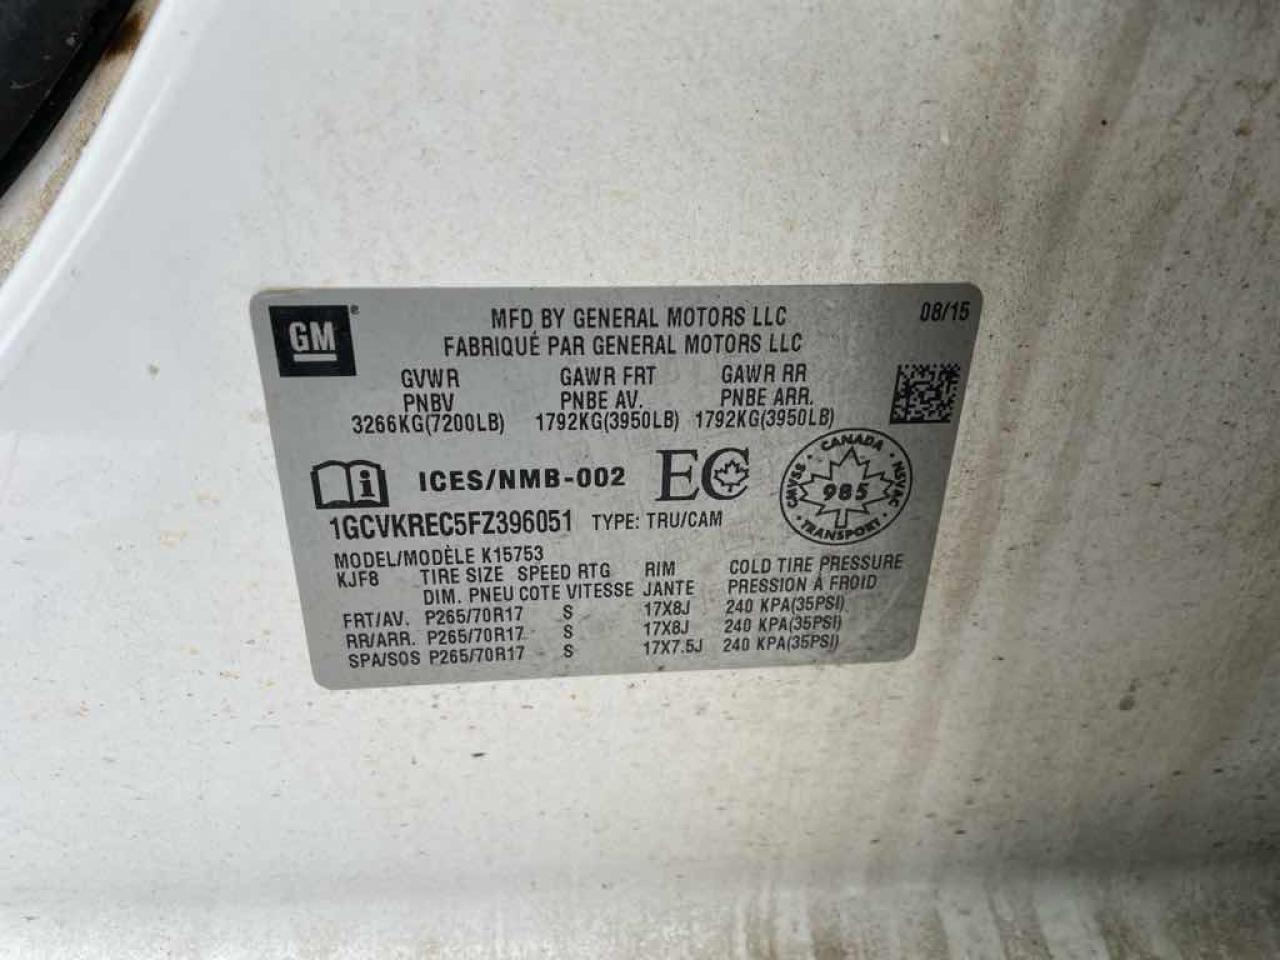 GM
MFD BY GENERAL MOTORS LLC
08/15
FABRIQUÉ PAR GENERAL MOTORS LLC
GVWR GAWR FRT GAWR RR
PNBV PNBE AV. PNBE ARR.
3266KG(7200LB) 1792KG(3950LB) 1792KG(3950LB)
ICES/NMB-002 EC
CANADA CMVSS 985 NSVAC TRANSPORT
1GCVKREC5FZ396051 TYPE: TRU/CAM
MODEL/MODÈLE K15753
KJF8 TIRE SIZE SPEED RTG RIM COLD TIRE PRESSURE
DIM. PNEU COTE VITESSE JANTE PRESSION À FROID
FRT/AV. P265/70R17 S 17X8J 240 KPA(35PSI)
RR/ARR. P265/70R17 S 17X8J 240 KPA(35PSI)
SPA/SOS P265/70R17 S 17X7.5J 240 KPA(35PSI)